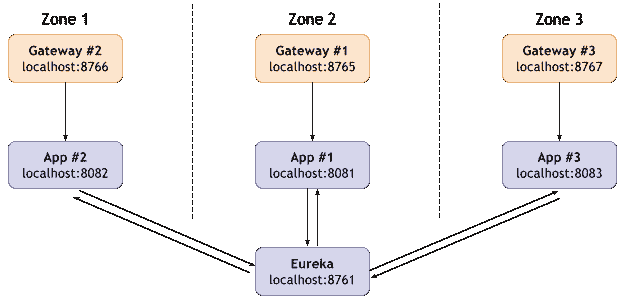 Zone 1
Zone 2
Zone 3
Gateway #2
localhost:8766
Gateway #1
localhost:8765
Gateway #3
localhost:8767
App #2
localhost:8082
App #1
localhost:8081
App #3
localhost:8083
Eureka
localhost:8761